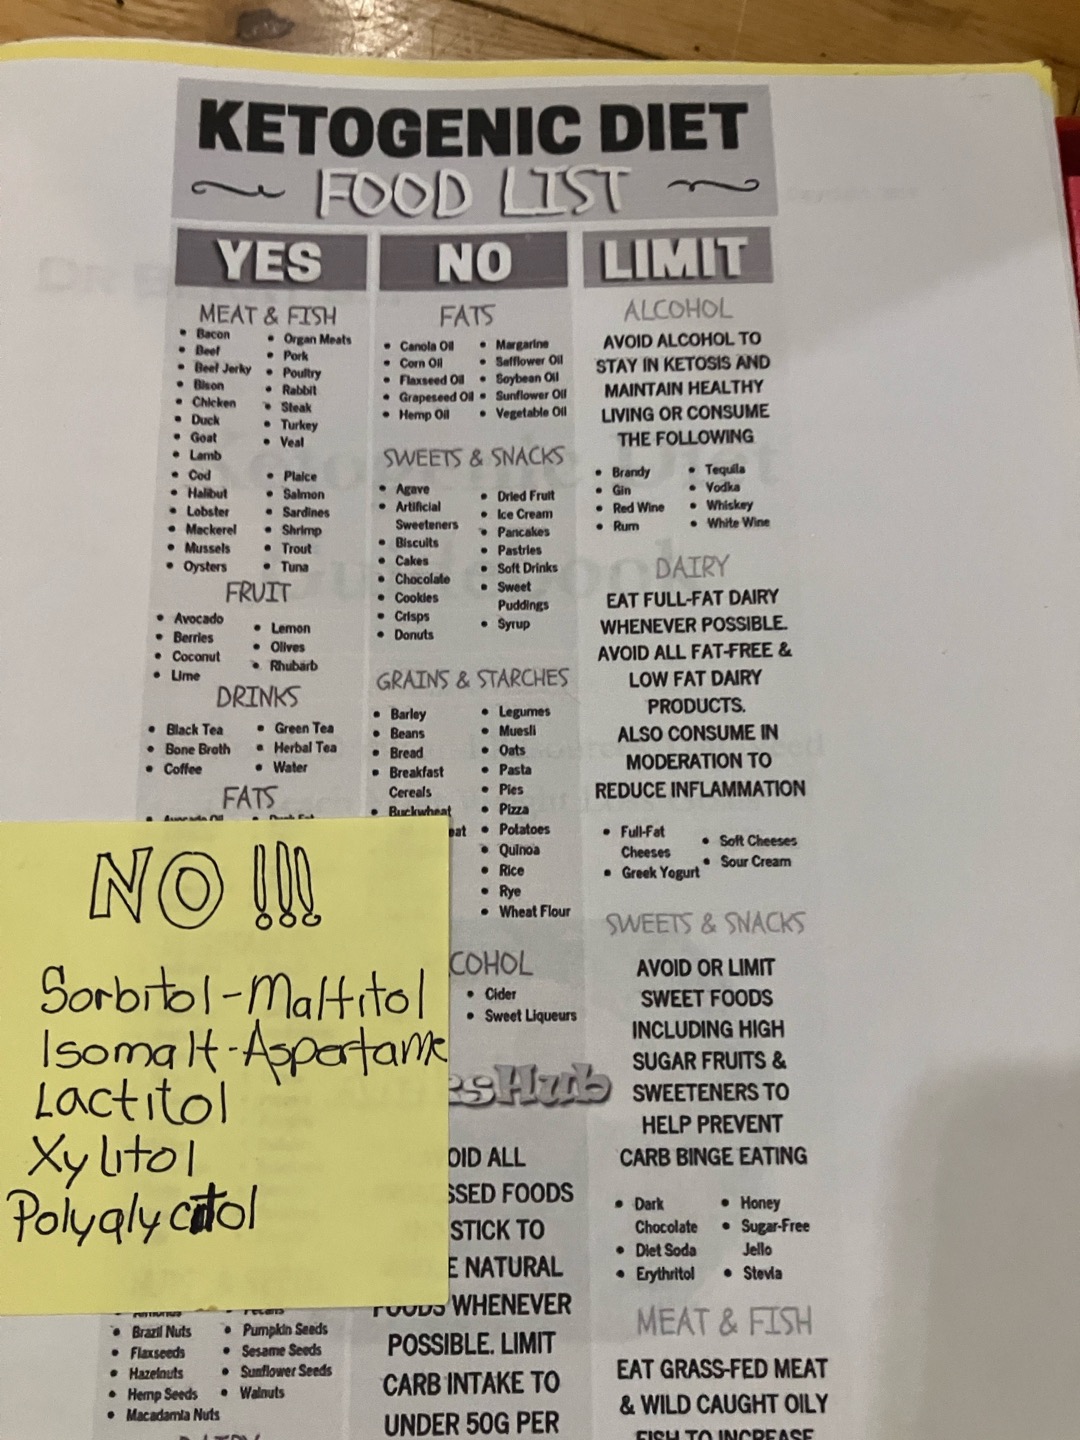 KETOGENIC DIET
FOOD LIST
YES
MEAT & FISH
• Bacon
• Beef
• Beef Jerky
• Bison
• Chicken
• Duck
• Goat
• Lamb
• Organ Meats
• Pork
• Poultry
• Rabbit
• Steak
• Turkey
• Veal
• Cod
• Halibut
• Lobster
• Mackerel
• Mussels
• Oysters
• Plaice
• Salmon
• Sardines
• Shrimp
• Trout
• Tuna
FRUIT
• Avocado
• Berries
• Coconut
• Lime
• Lemon
• Olives
• Rhubarb
DRINKS
• Black Tea
• Bone Broth
• Coffee
• Green Tea
• Herbal Tea
• Water
FATS
• Avocado Oil
• Duck Fat
NO!!!
Sorbitol-Maltitol
Isomalt-Aspertame
Lactitol
Xylitol
Polyglycitol
• Almonds
• Brazil Nuts
• Flaxseeds
• Hazelnuts
• Hemp Seeds
• Macadamia Nuts
• Pecans
• Pumpkin Seeds
• Sesame Seeds
• Sunflower Seeds
• Walnuts
NO
FATS
• Canola Oil
• Corn Oil
• Flaxseed Oil
• Grapeseed Oil
• Hemp Oil
• Margarine
• Safflower Oil
• Soybean Oil
• Sunflower Oil
• Vegetable Oil
SWEETS & SNACKS
• Agave
• Artificial
Sweeteners
• Biscuits
• Cakes
• Chocolate
• Cookies
• Crisps
• Donuts
• Dried Fruit
• Ice Cream
• Pancakes
• Pastries
• Soft Drinks
• Sweet
Puddings
• Syrup
GRAINS & STARCHES
• Barley
• Beans
• Bread
• Breakfast
Cereals
• Buckwheat
eat
• Legumes
• Muesli
• Oats
• Pasta
• Pies
• Pizza
• Potatoes
• Quinoa
• Rice
• Rye
• Wheat Flour
COHOL
• Cider
• Sweet Liqueurs
esHub
OID ALL
SSED FOODS
STICK TO
E NATURAL
FOODS WHENEVER
POSSIBLE. LIMIT
CARB INTAKE TO
UNDER 50G PER
LIMIT
ALCOHOL
AVOID ALCOHOL TO
STAY IN KETOSIS AND
MAINTAIN HEALTHY
LIVING OR CONSUME
THE FOLLOWING
• Brandy
• Gin
• Red Wine
• Rum
• Tequila
• Vodka
• Whiskey
• White Wine
DAIRY
EAT FULL-FAT DAIRY
WHENEVER POSSIBLE.
AVOID ALL FAT-FREE &
LOW FAT DAIRY
PRODUCTS.
ALSO CONSUME IN
MODERATION TO
REDUCE INFLAMMATION
• Full-Fat
Cheeses
• Greek Yogurt
• Soft Cheeses
• Sour Cream
SWEETS & SNACKS
AVOID OR LIMIT
SWEET FOODS
INCLUDING HIGH
SUGAR FRUITS &
SWEETENERS TO
HELP PREVENT
CARB BINGE EATING
• Dark
Chocolate
• Diet Soda
• Erythritol
• Honey
• Sugar-Free
Jello
• Stevia
MEAT & FISH
EAT GRASS-FED MEAT
& WILD CAUGHT OILY
FISH TO INCREASE